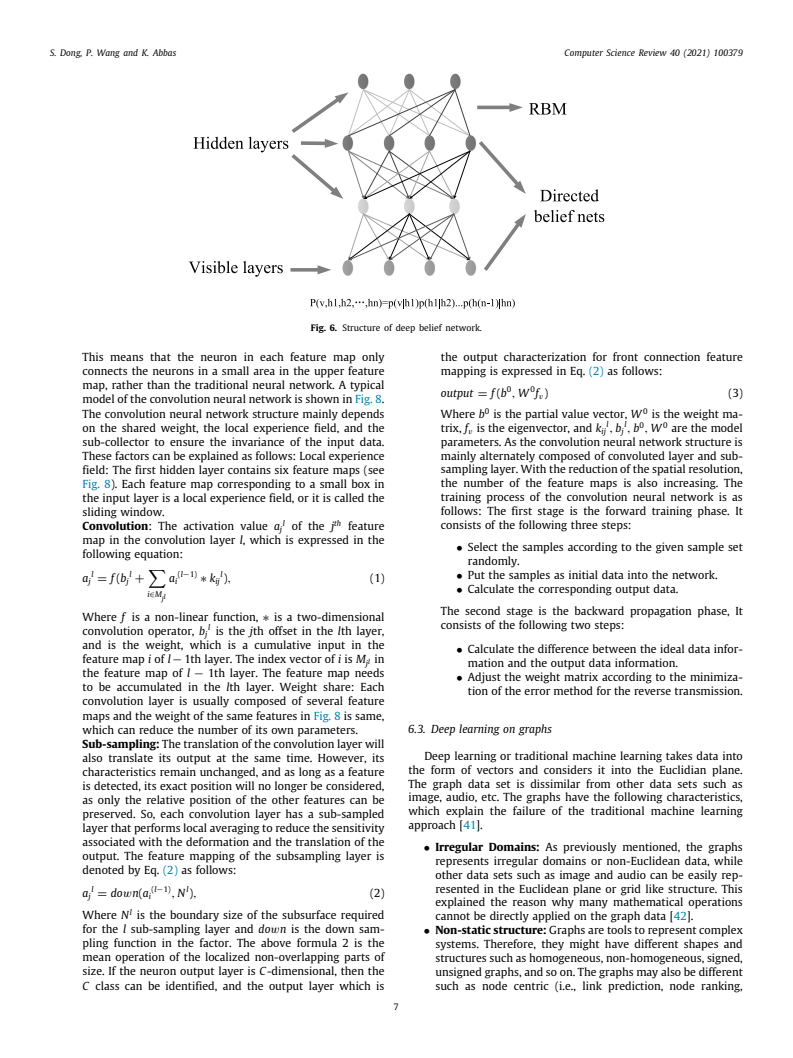 S. Dong, P. Wang and K. Abbas
Computer Science Review 40 (2021) 100379
RBM
Hidden layers
Directed
belief nets
Visible layers
P(v,h1,h2,⋯,hn)=p(v|h1)p(h1|h2)...p(h(n-1)|hn)
Fig. 6. Structure of deep belief network.
This means that the neuron in each feature map only
connects the neurons in a small area in the upper feature
map, rather than the traditional neural network. A typical
model of the convolution neural network is shown in Fig. 8.
The convolution neural network structure mainly depends
on the shared weight, the local experience field, and the
sub-collector to ensure the invariance of the input data.
These factors can be explained as follows: Local experience
field: The first hidden layer contains six feature maps (see
Fig. 8). Each feature map corresponding to a small box in
the input layer is a local experience field, or it is called the
sliding window.
Convolution: The activation value a_j^l of the j^th feature
map in the convolution layer l, which is expressed in the
following equation:
a_j^l = f(b_j^l + ∑_{i∈M_{jl}} a_i^{(l−1)} ∗ k_{ij}^l), (1)
Where f is a non-linear function, ∗ is a two-dimensional
convolution operator, b_j^l is the jth offset in the lth layer,
and is the weight, which is a cumulative input in the
feature map i of l − 1th layer. The index vector of i is M_{jl} in
the feature map of l − 1th layer. The feature map needs
to be accumulated in the lth layer. Weight share: Each
convolution layer is usually composed of several feature
maps and the weight of the same features in Fig. 8 is same,
which can reduce the number of its own parameters.
Sub-sampling: The translation of the convolution layer will
also translate its output at the same time. However, its
characteristics remain unchanged, and as long as a feature
is detected, its exact position will no longer be considered,
as only the relative position of the other features can be
preserved. So, each convolution layer has a sub-sampled
layer that performs local averaging to reduce the sensitivity
associated with the deformation and the translation of the
output. The feature mapping of the subsampling layer is
denoted by Eq. (2) as follows:
a_j^l = down(a_i^{(l−1)}, N^l), (2)
Where N^l is the boundary size of the subsurface required
for the l sub-sampling layer and down is the down sam-
pling function in the factor. The above formula 2 is the
mean operation of the localized non-overlapping parts of
size. If the neuron output layer is C-dimensional, then the
C class can be identified, and the output layer which is
the output characterization for front connection feature
mapping is expressed in Eq. (2) as follows:
output = f(b^0, W^0 f_v) (3)
Where b^0 is the partial value vector, W^0 is the weight ma-
trix, f_v is the eigenvector, and k_{ij}^l, b_j^l, b^0, W^0 are the model
parameters. As the convolution neural network structure is
mainly alternately composed of convoluted layer and sub-
sampling layer. With the reduction of the spatial resolution,
the number of the feature maps is also increasing. The
training process of the convolution neural network is as
follows: The first stage is the forward training phase. It
consists of the following three steps:
• Select the samples according to the given sample set
randomly.
• Put the samples as initial data into the network.
• Calculate the corresponding output data.
The second stage is the backward propagation phase, It
consists of the following two steps:
• Calculate the difference between the ideal data infor-
mation and the output data information.
• Adjust the weight matrix according to the minimiza-
tion of the error method for the reverse transmission.
6.3. Deep learning on graphs
Deep learning or traditional machine learning takes data into
the form of vectors and considers it into the Euclidian plane.
The graph data set is dissimilar from other data sets such as
image, audio, etc. The graphs have the following characteristics,
which explain the failure of the traditional machine learning
approach [41].
• Irregular Domains: As previously mentioned, the graphs
represents irregular domains or non-Euclidean data, while
other data sets such as image and audio can be easily rep-
resented in the Euclidean plane or grid like structure. This
explained the reason why many mathematical operations
cannot be directly applied on the graph data [42].
• Non-static structure: Graphs are tools to represent complex
systems. Therefore, they might have different shapes and
structures such as homogeneous, non-homogeneous, signed,
unsigned graphs, and so on. The graphs may also be different
such as node centric (i.e., link prediction, node ranking,
7